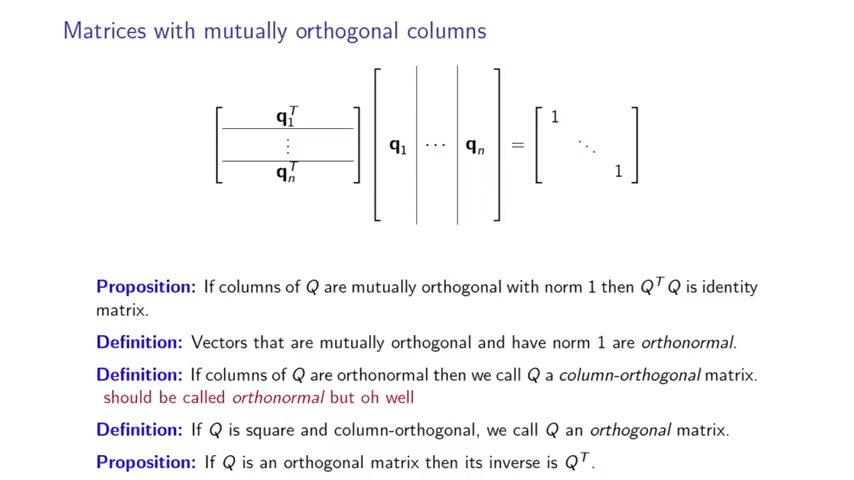 Matrices with mutually orthogonal columns
q₁ᵀ
⋮
qₙᵀ
q₁ ⋯ qₙ = 1 ⋱ 1
Proposition: If columns of Q are mutually orthogonal with norm 1 then QᵀQ is identity
matrix.
Definition: Vectors that are mutually orthogonal and have norm 1 are orthonormal.
Definition: If columns of Q are orthonormal then we call Q a column-orthogonal matrix.
should be called orthonormal but oh well
Definition: If Q is square and column-orthogonal, we call Q an orthogonal matrix.
Proposition: If Q is an orthogonal matrix then its inverse is Qᵀ.